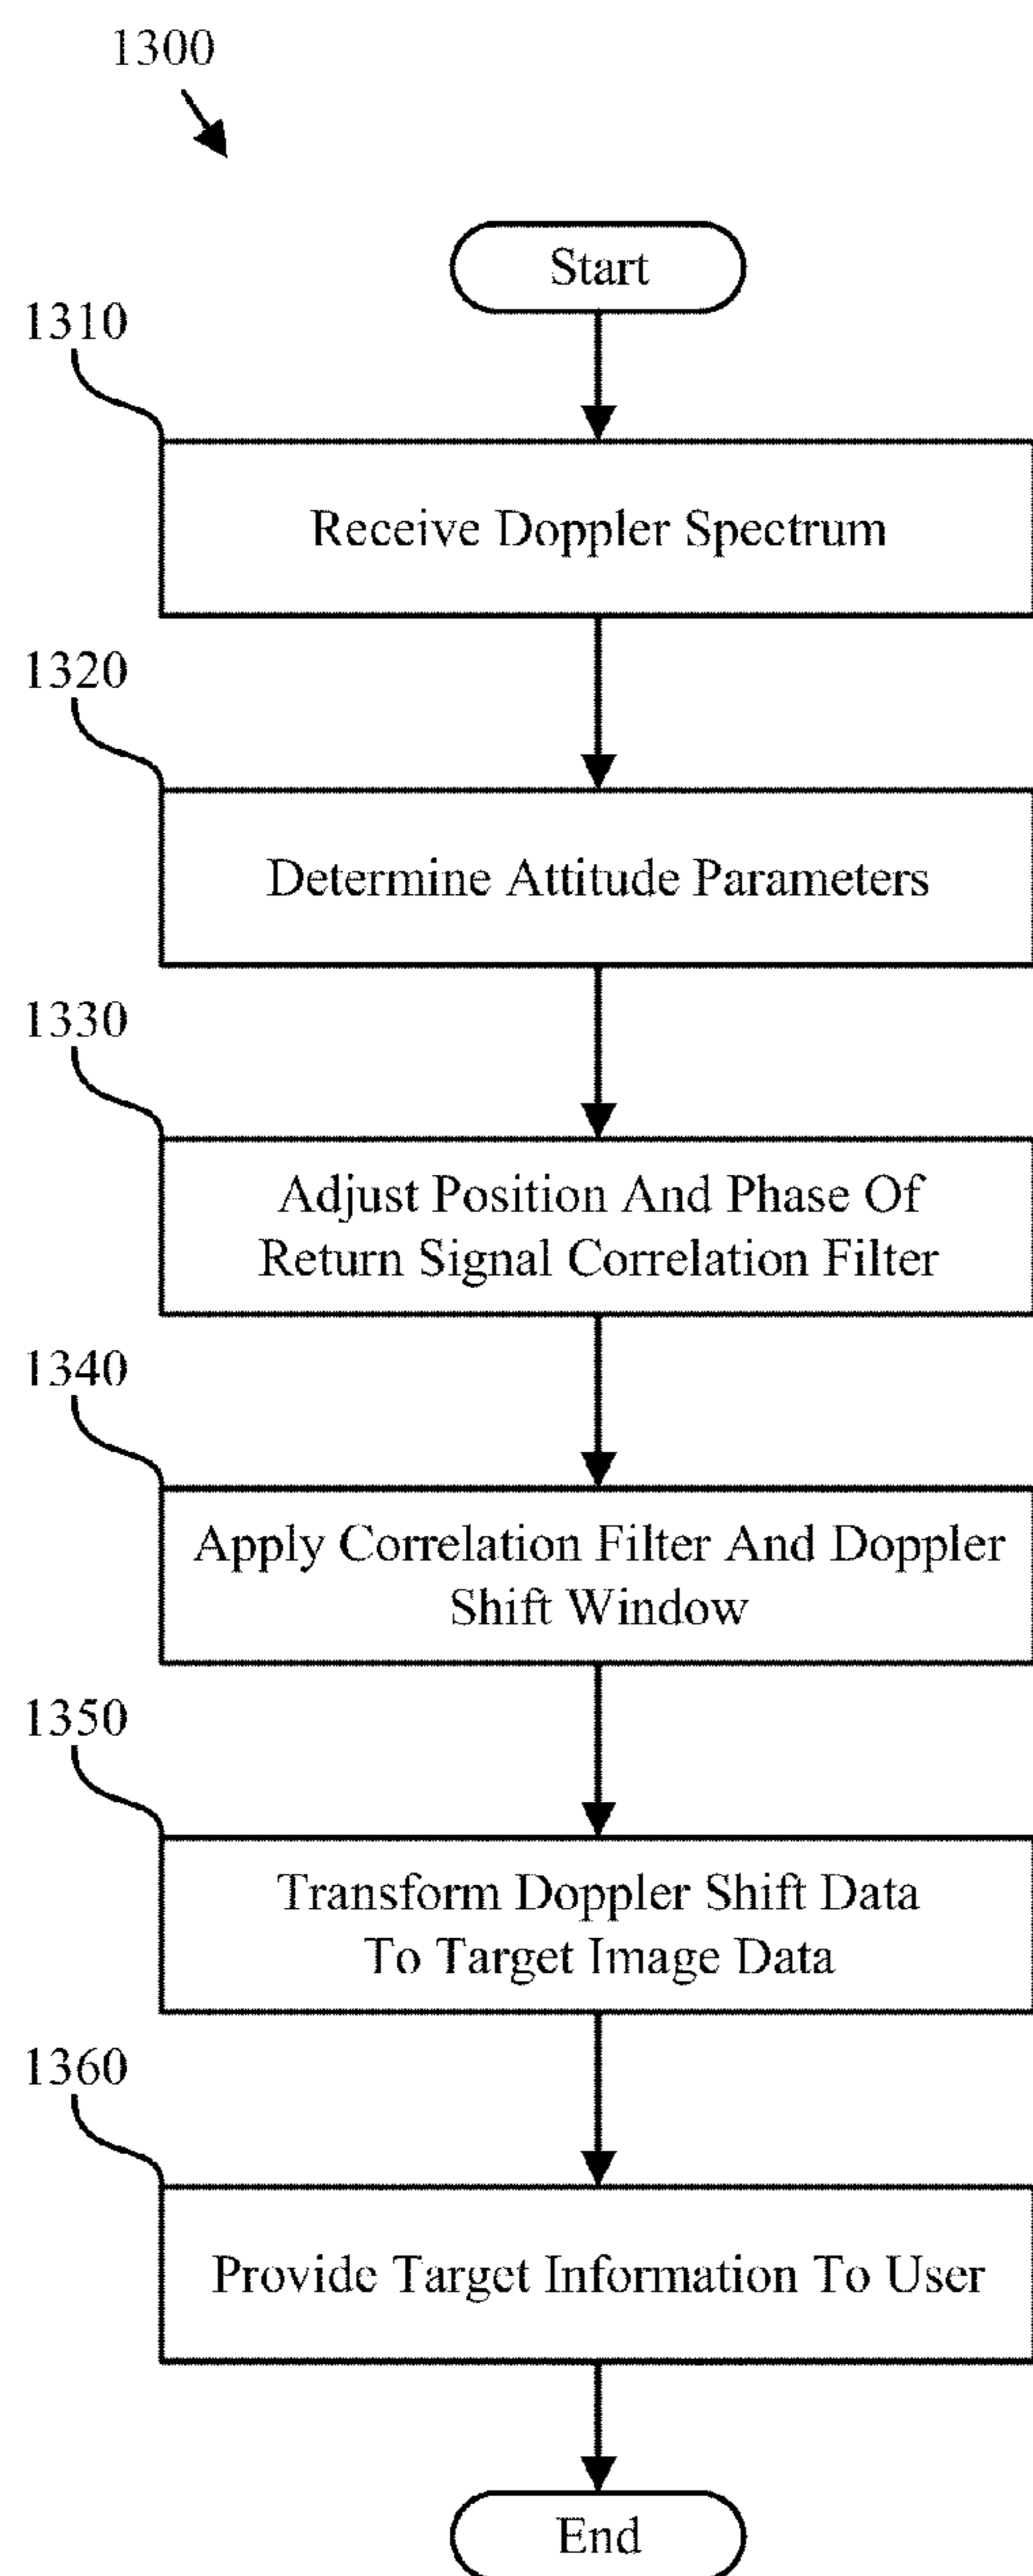 1300
Start
1310
Receive Doppler Spectrum
1320
Determine Attitude Parameters
1330
Adjust Position And Phase Of
Return Signal Correlation Filter
1340
Apply Correlation Filter And Doppler
Shift Window
1350
Transform Doppler Shift Data
To Target Image Data
1360
Provide Target Information To User
End